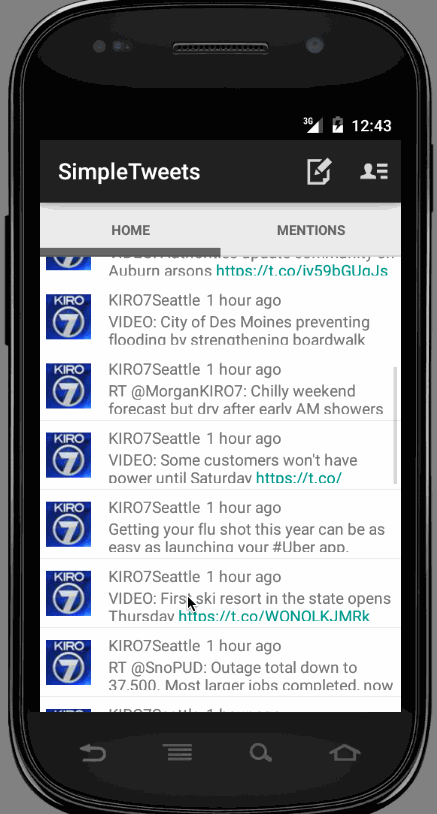 3G 12:43
SimpleTweets
HOME MENTIONS
Auburn arsons https://t.co/iv59bGUgJs
KIRO 7
KIRO7Seattle 1 hour ago
VIDEO: City of Des Moines preventing
flooding by strengthening boardwalk
KIRO 7
KIRO7Seattle 1 hour ago
RT @MorganKIRO7: Chilly weekend
forecast but dry after early AM showers
KIRO 7
KIRO7Seattle 1 hour ago
VIDEO: Some customers won't have
power until Saturday https://t.co/
KIRO 7
KIRO7Seattle 1 hour ago
Getting your flu shot this year can be as
easy as launching your #Uber app.
KIRO 7
KIRO7Seattle 1 hour ago
VIDEO: First ski resort in the state opens
Thursday https://t.co/WONOLKJMRk
KIRO 7
KIRO7Seattle 1 hour ago
RT @SnoPUD: Outage total down to
37,500. Most larger jobs completed, now